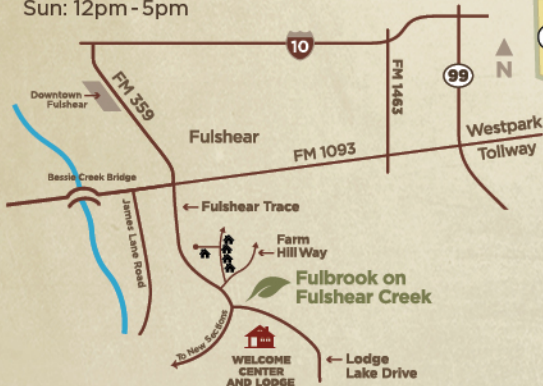 Sun: 12pm - 5pm
10
N
99
FM 1463
Downtown
Fulshear
FM 359
Fulshear
FM 1093
Westpark
Tollway
Bessie Creek Bridge
James Lane Road
Fulshear Trace
Farm
Hill Way
Fulbrook on
Fulshear Creek
To New Sections
WELCOME
CENTER
AND LODGE
Lodge
Lake Drive